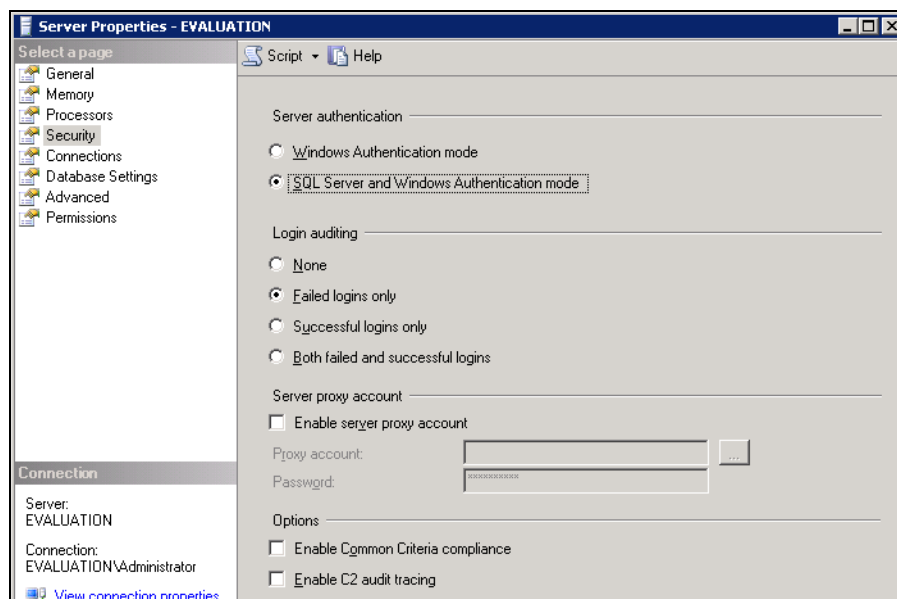 Server Properties - EVALUATION
Select a page
General
Memory
Processors
Security
Connections
Database Settings
Advanced
Permissions
Connection
Server:
EVALUATION
Connection:
EVALUATION\Administrator
View connection properties
Script Help
Server authentication
Windows Authentication mode
SQL Server and Windows Authentication mode
Login auditing
None
Failed logins only
Successful logins only
Both failed and successful logins
Server proxy account
Enable server proxy account
Proxy account:
...
Password: **********
Options
Enable Common Criteria compliance
Enable C2 audit tracing